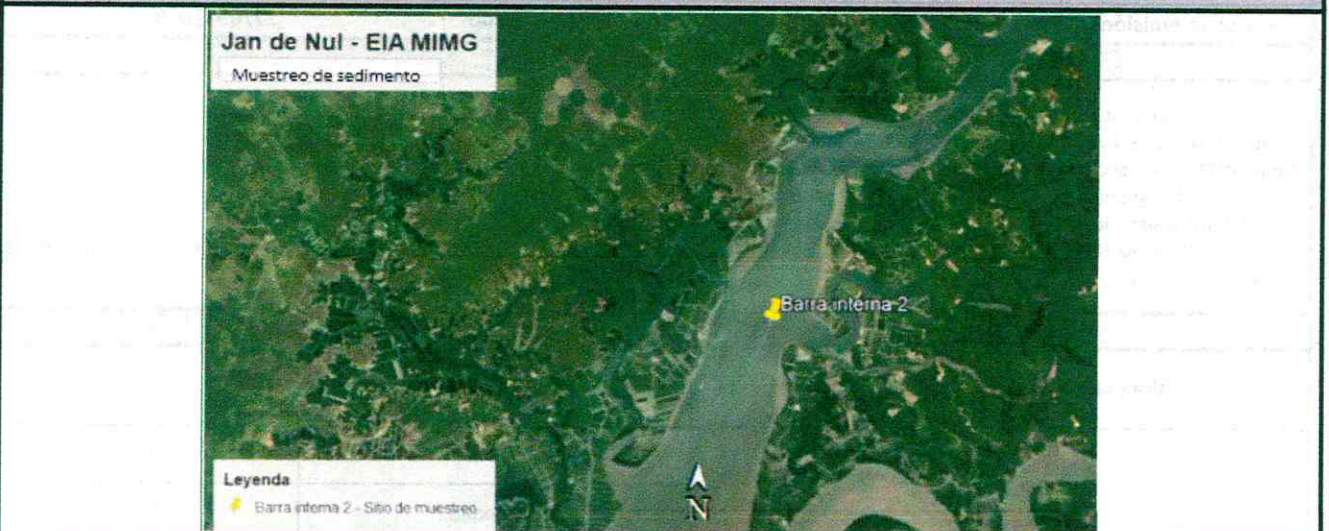 Jan de Nul - EIA MIMG
Muestreo de sedimento
Barra interna 2
Leyenda
Barra interna 2 - Sitio de muestreo
N